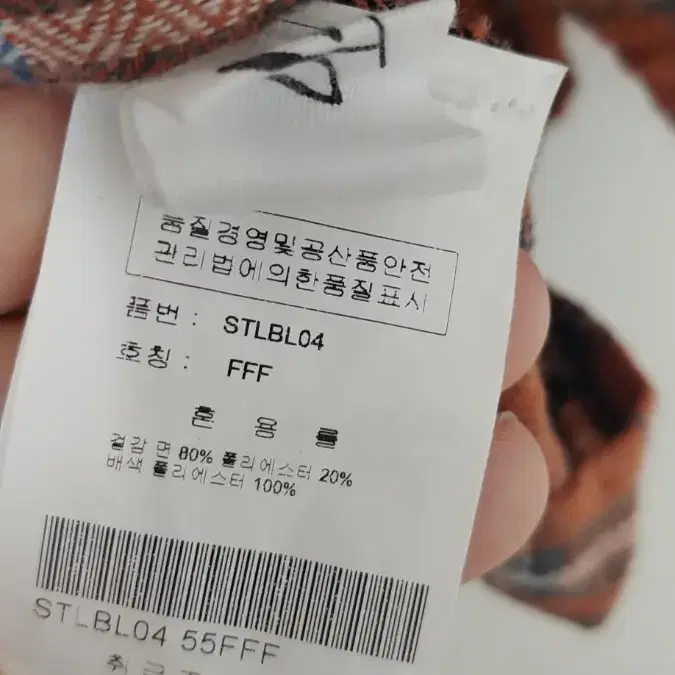 품질경영및공산품안전
관리법에의한품질표시
품번 : STLBL04
호칭 : FFF
혼 용 률
겉감 면 80% 폴리에스터 20%
배색 폴리에스터 100%
STLBL04 55FFF